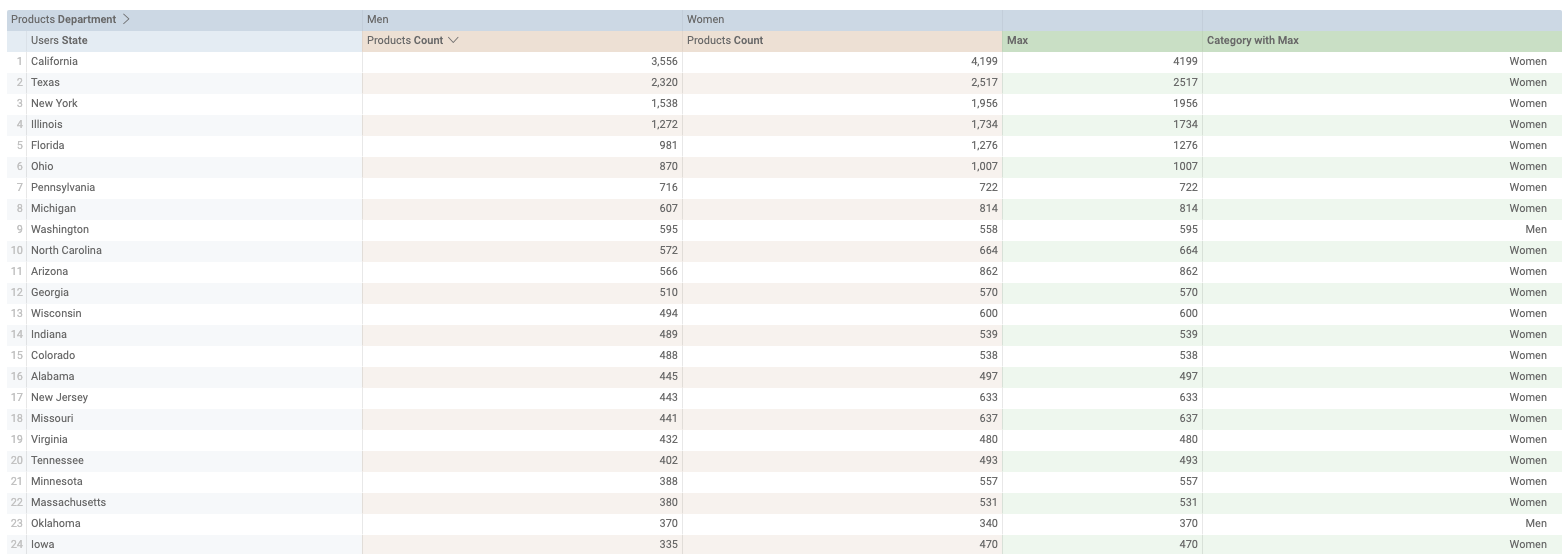 Products Department Men Women
Users State Products Count Products Count Max Category with Max
1 California 3,556 4,199 4199 Women
2 Texas 2,320 2,517 2517 Women
3 New York 1,538 1,956 1956 Women
4 Illinois 1,272 1,734 1734 Women
5 Florida 981 1,276 1276 Women
6 Ohio 870 1,007 1007 Women
7 Pennsylvania 716 722 722 Women
8 Michigan 607 814 814 Women
9 Washington 595 558 595 Men
10 North Carolina 572 664 664 Women
11 Arizona 566 862 862 Women
12 Georgia 510 570 570 Women
13 Wisconsin 494 600 600 Women
14 Indiana 489 539 539 Women
15 Colorado 488 538 538 Women
16 Alabama 445 497 497 Women
17 New Jersey 443 633 633 Women
18 Missouri 441 637 637 Women
19 Virginia 432 480 480 Women
20 Tennessee 402 493 493 Women
21 Minnesota 388 557 557 Women
22 Massachusetts 380 531 531 Women
23 Oklahoma 370 340 370 Men
24 Iowa 335 470 470 Women